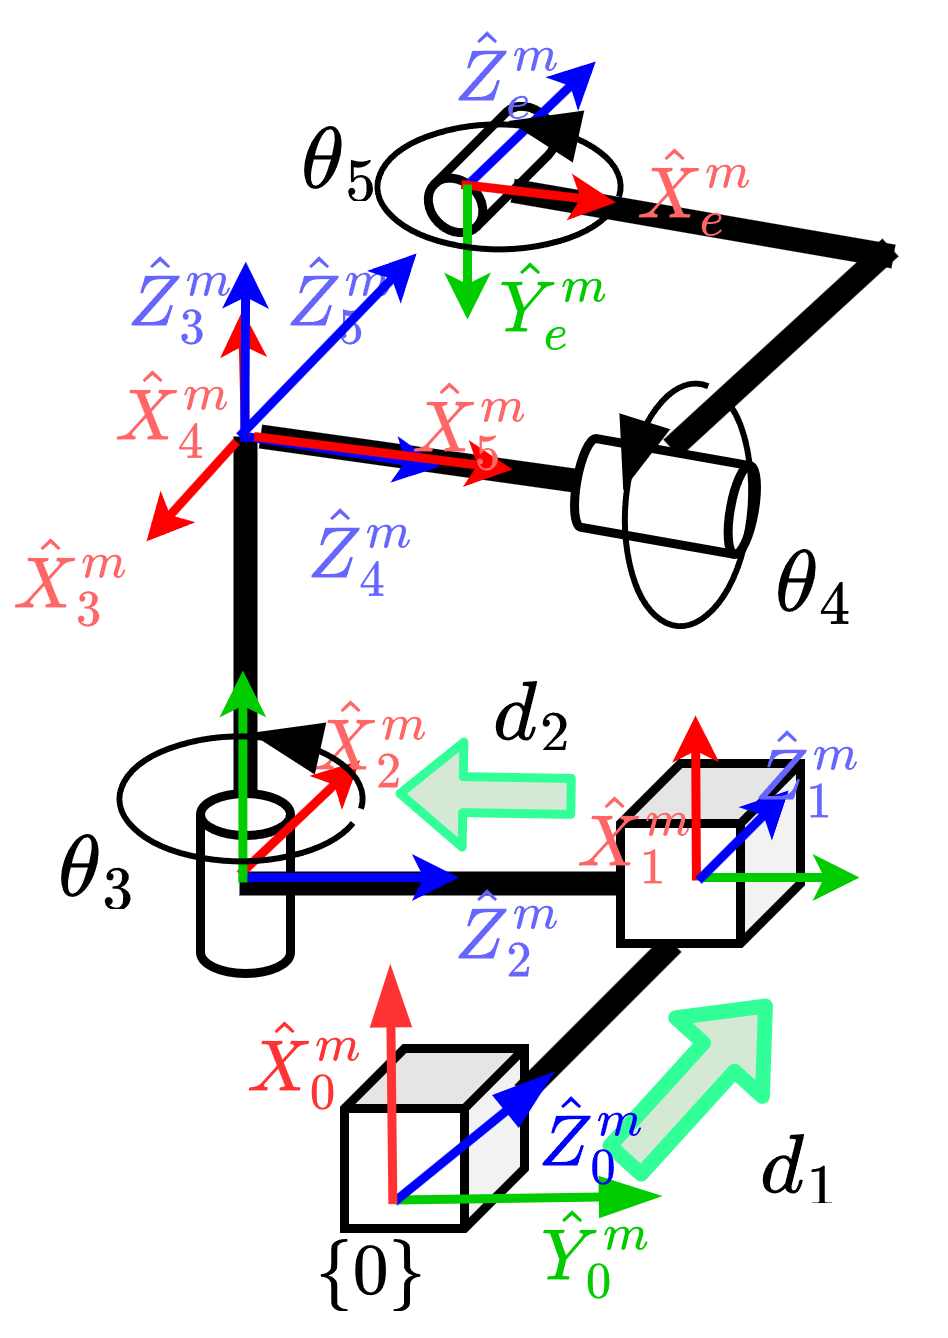 $\hat{Z}_e^m$
$\theta_5$
$\hat{X}_e^m$
$\hat{Z}_3^m$ $\hat{Z}_5^m$ $\hat{Y}_e^m$
$\hat{X}_4^m$ $\hat{X}_5^m$
$\hat{Z}_4^m$
$\hat{X}_3^m$ $\theta_4$
$\hat{X}_2^m$ $d_2$
$\hat{Z}_1^m$
$\hat{X}_1^m$
$\theta_3$
$\hat{Z}_2^m$
$\hat{X}_0^m$
$\hat{Z}_0^m$ $d_1$
$\hat{Y}_0^m$
{0}